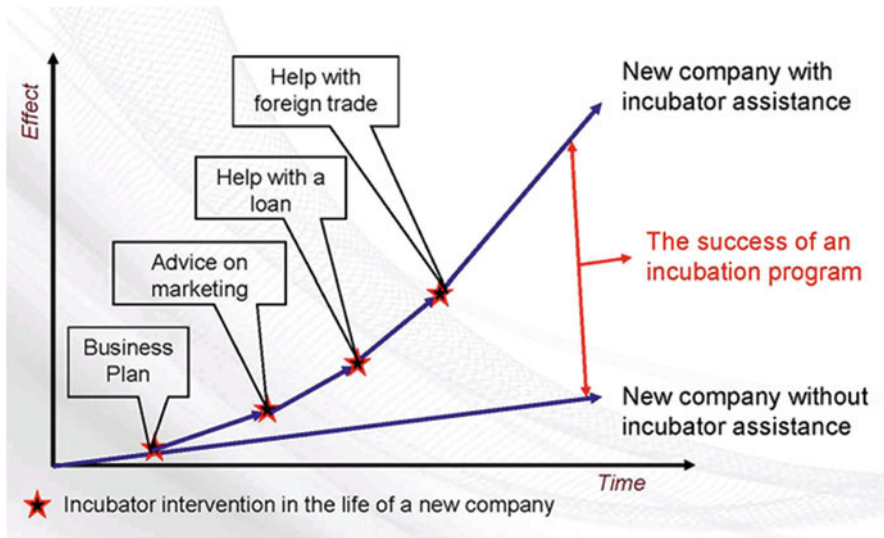 Effect
Help with
foreign trade
New company with
incubator assistance
Help with a
loan
The success of an
incubation program
Advice on
marketing
Business
Plan
New company without
incubator assistance
Time
Incubator intervention in the life of a new company